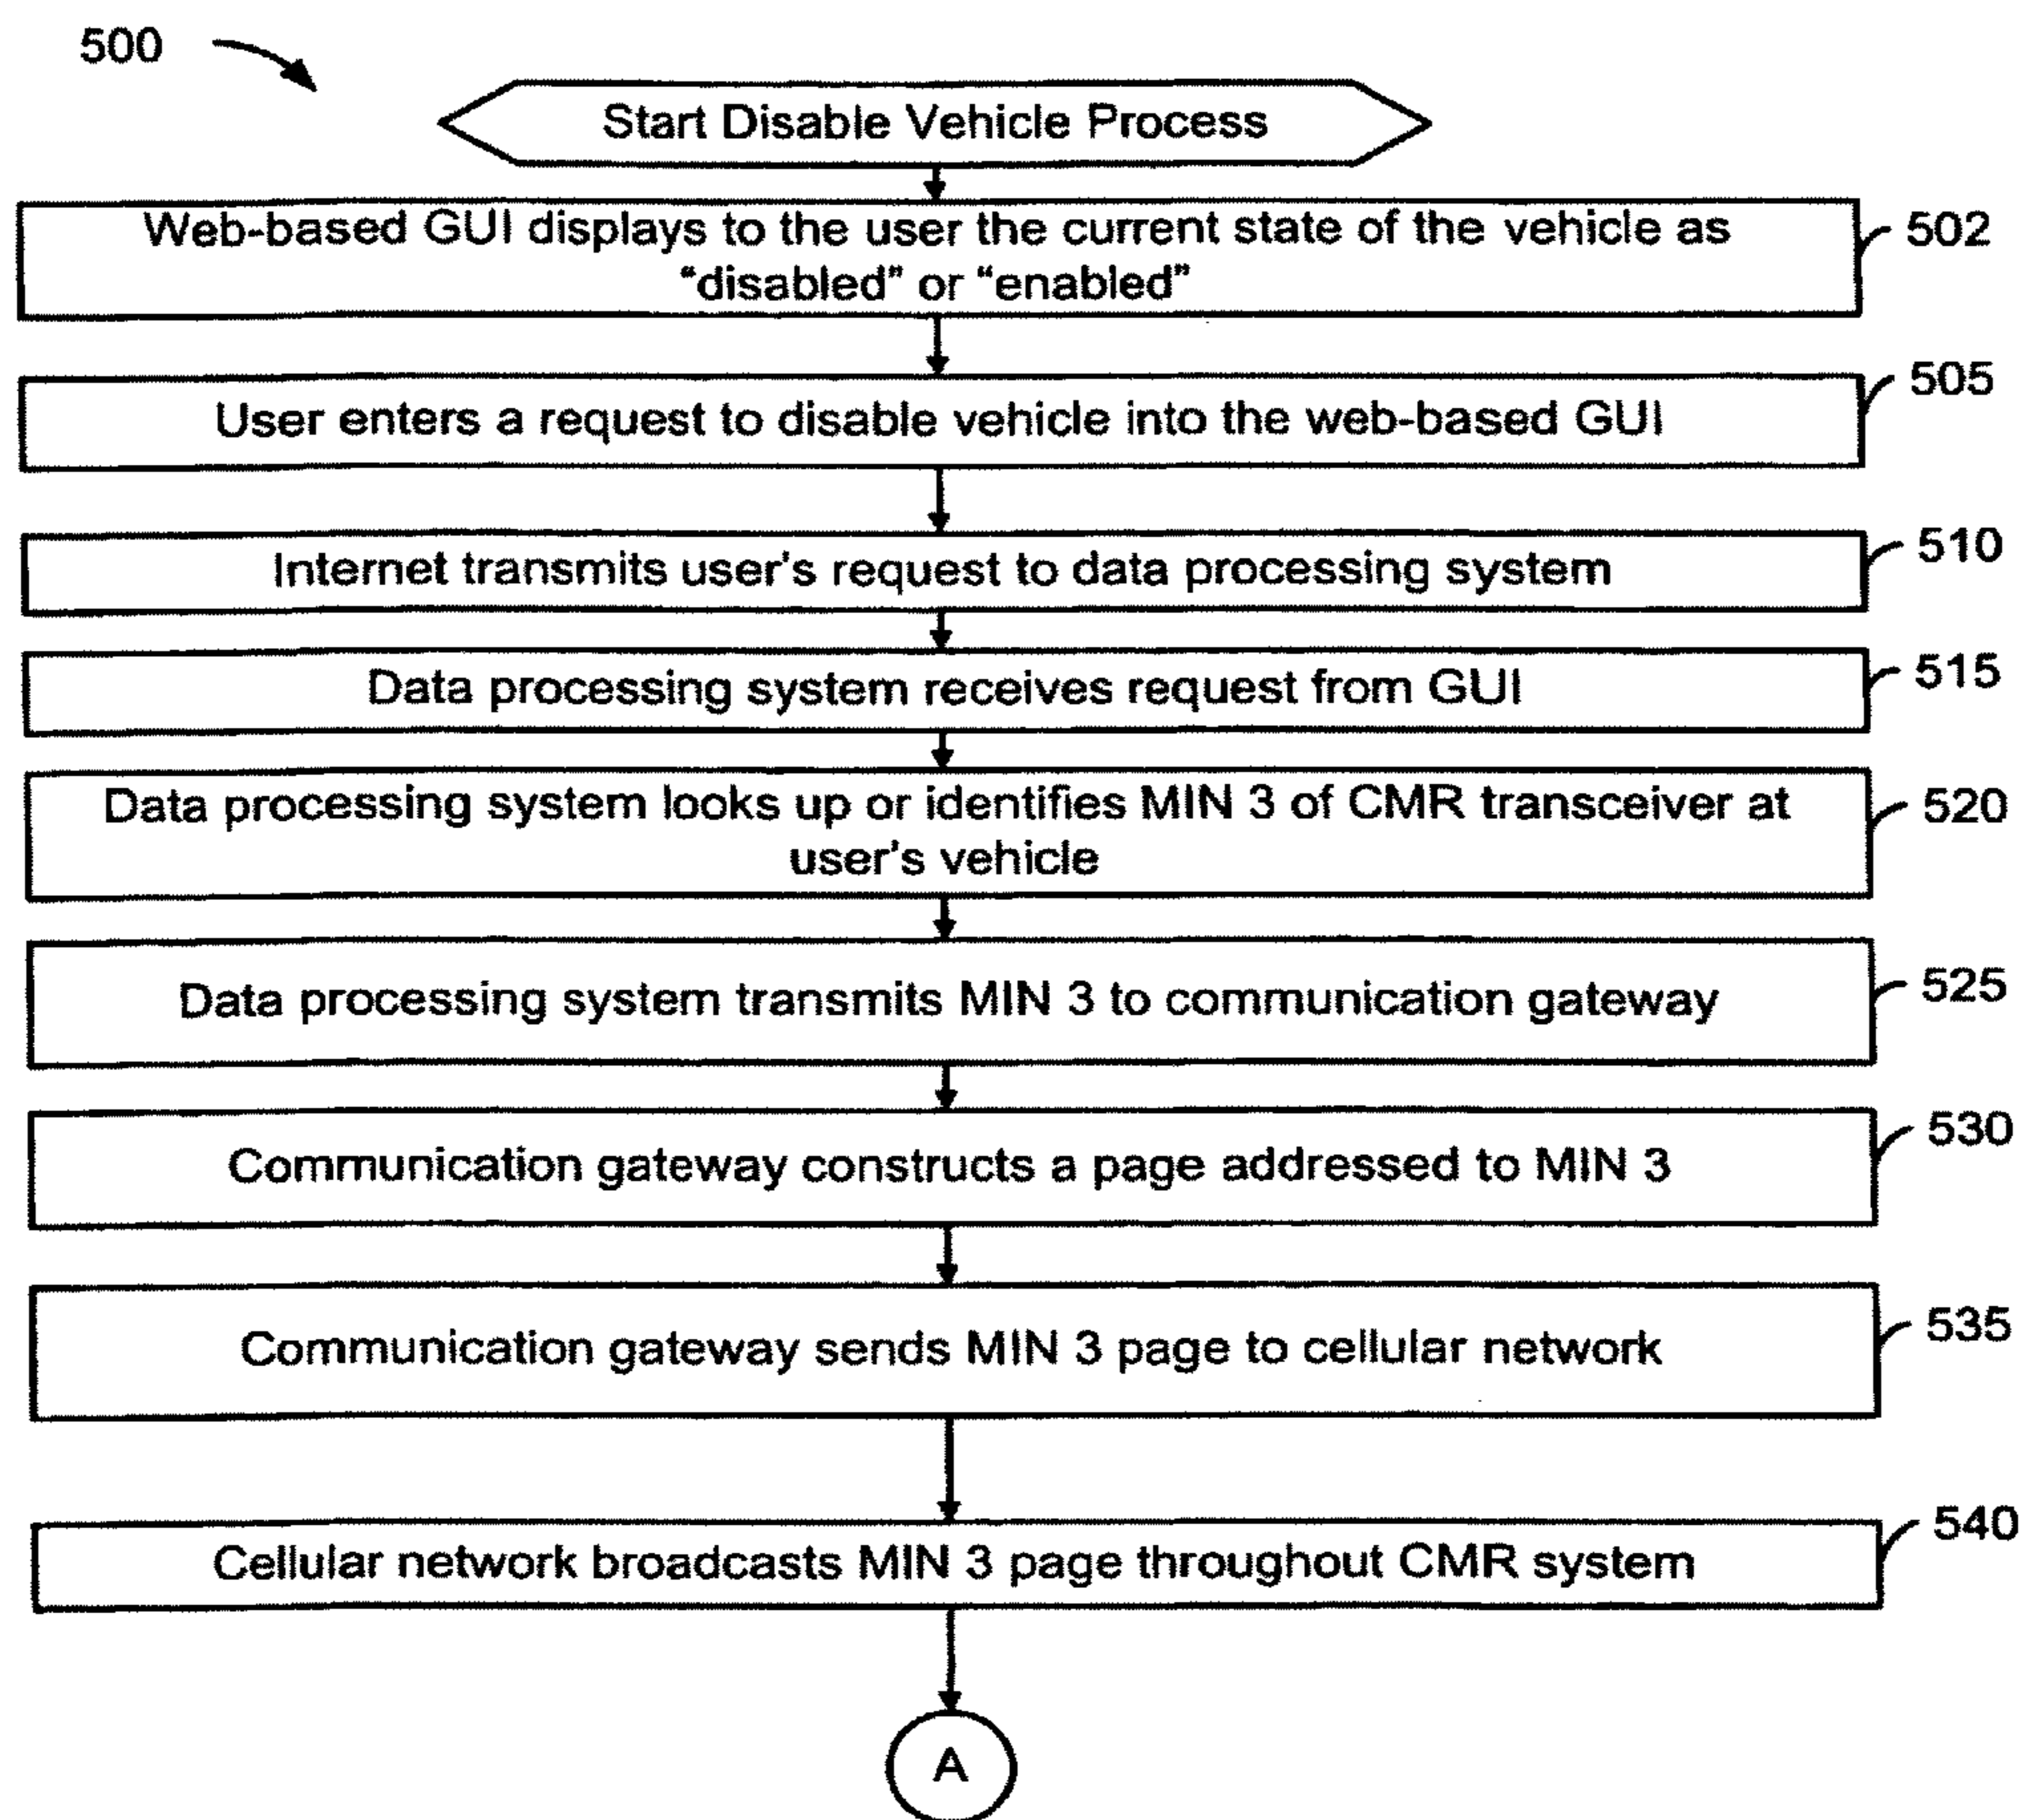 500
Start Disable Vehicle Process
Web-based GUI displays to the user the current state of the vehicle as
“disabled” or “enabled”
502
User enters a request to disable vehicle into the web-based GUI
505
Internet transmits user's request to data processing system
510
Data processing system receives request from GUI
515
Data processing system looks up or identifies MIN 3 of CMR transceiver at
user's vehicle
520
Data processing system transmits MIN 3 to communication gateway
525
Communication gateway constructs a page addressed to MIN 3
530
Communication gateway sends MIN 3 page to cellular network
535
Cellular network broadcasts MIN 3 page throughout CMR system
540
A